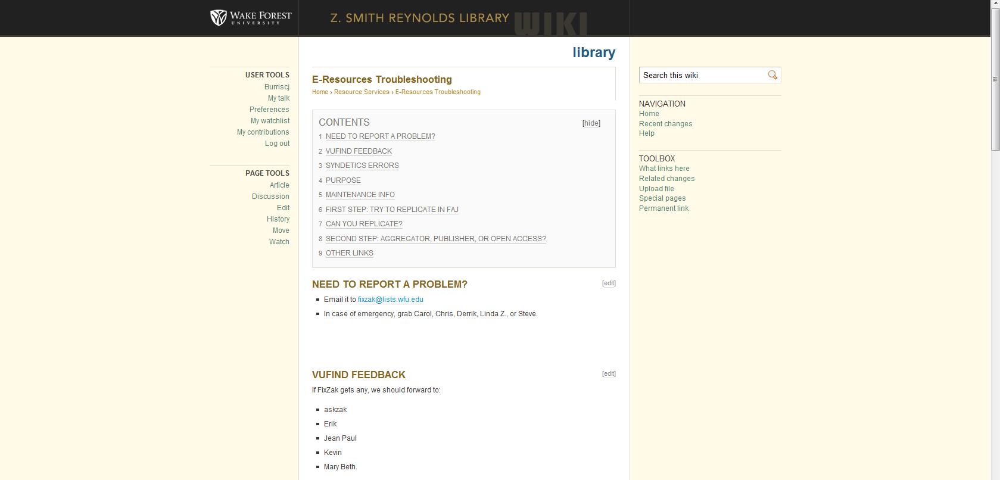 WAKE FOREST
UNIVERSITY
Z. SMITH REYNOLDS LIBRARY WIKI
library
USER TOOLS
Burriscj
My talk
Preferences
My watchlist
My contributions
Log out
PAGE TOOLS
Article
Discussion
Edit
History
Move
Watch
E-Resources Troubleshooting
Home › Resource Services › E-Resources Troubleshooting
CONTENTS [hide]
1 NEED TO REPORT A PROBLEM?
2 VUFIND FEEDBACK
3 SYNDETICS ERRORS
4 PURPOSE
5 MAINTENANCE INFO
6 FIRST STEP: TRY TO REPLICATE IN FAJ
7 CAN YOU REPLICATE?
8 SECOND STEP: AGGREGATOR, PUBLISHER, OR OPEN ACCESS?
9 OTHER LINKS
NEED TO REPORT A PROBLEM? [edit]
Email it to fixzak@lists.wfu.edu
In case of emergency, grab Carol, Chris, Derrik, Linda Z., or Steve.
VUFIND FEEDBACK [edit]
If FixZak gets any, we should forward to:
askzak
Erik
Jean Paul
Kevin
Mary Beth.
Search this wiki
NAVIGATION
Home
Recent changes
Help
TOOLBOX
What links here
Related changes
Upload file
Special pages
Permanent link